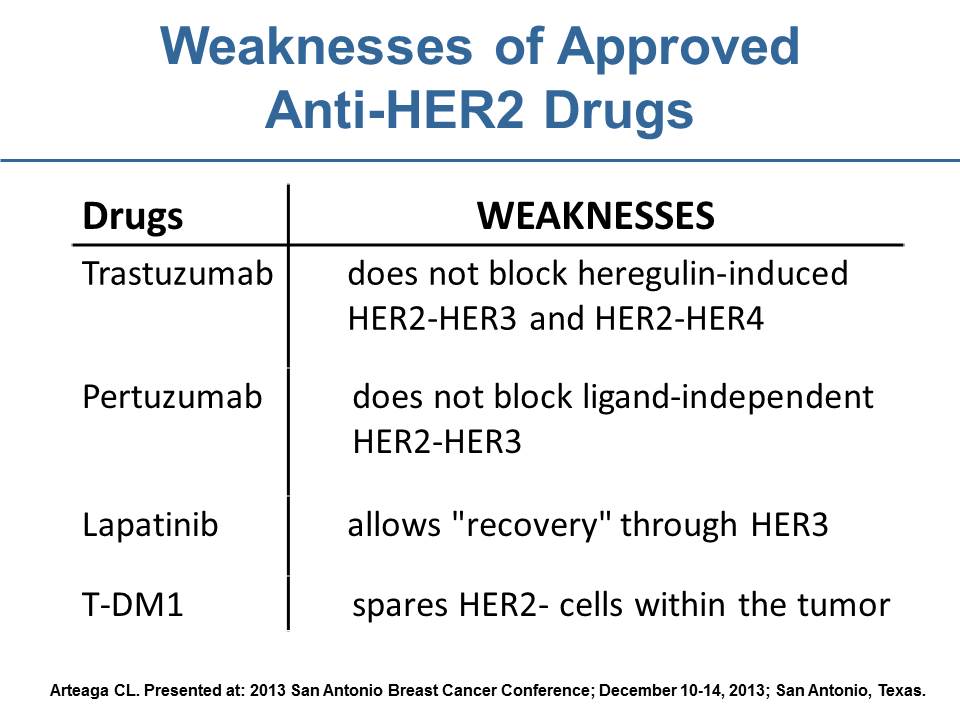 Weaknesses of Approved
Anti-HER2 Drugs
Drugs WEAKNESSES
Trastuzumab does not block heregulin-induced
HER2-HER3 and HER2-HER4
Pertuzumab does not block ligand-independent
HER2-HER3
Lapatinib allows "recovery" through HER3
T-DM1 spares HER2- cells within the tumor
Arteaga CL. Presented at: 2013 San Antonio Breast Cancer Conference; December 10-14, 2013; San Antonio, Texas.